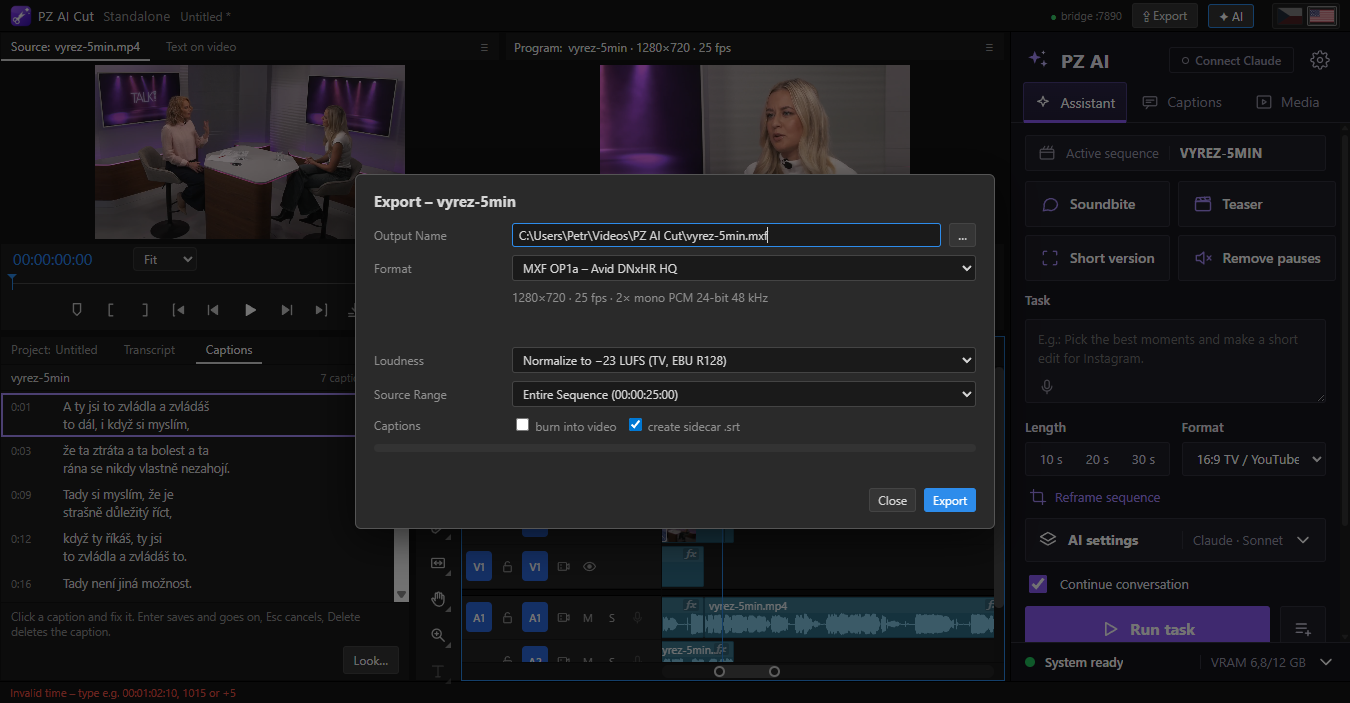 PZ AI Cut Standalone Untitled *
bridge :7890
Export
AI
Source: vyrez-5min.mp4
Text on video
Program: vyrez-5min · 1280×720 · 25 fps
TALK!
00:00:00:00
Fit
Project: Untitled
Transcript
Captions
vyrez-5min
0:01
A ty jsi to zvládla a zvládáš
to dál, i když si myslím,
0:03
že ta ztráta a ta bolest a ta
rána se nikdy vlastně nezahojí.
0:09
Tady si myslím, že je
strašně důležitý říct,
0:12
když ty říkáš, ty jsi
to zvládla a zvládáš to.
0:16
Tady není jiná možnost.
Click a caption and fix it. Enter saves and goes on, Esc cancels, Delete
deletes the caption.
Look...
Invalid time – type e.g. 00:01:02:10, 1015 or +5
Export – vyrez-5min
Output Name
C:\Users\Petr\Videos\PZ AI Cut\vyrez-5min.mxf
...
Format
MXF OP1a – Avid DNxHR HQ
1280×720 · 25 fps · 2× mono PCM 24-bit 48 kHz
Loudness
Normalize to −23 LUFS (TV, EBU R128)
Source Range
Entire Sequence (00:00:25:00)
Captions
burn into video
create sidecar .srt
Close
Export
fx
V1
V1
A1
A1
M
S
fx
vyrez-5min.mp4
A2
M
S
fx
PZ AI
Connect Claude
Assistant
Captions
Media
Active sequence
VYREZ-5MIN
Soundbite
Teaser
Short version
Remove pauses
Task
E.g.: Pick the best moments and make a short
edit for Instagram.
Length
Format
10 s
20 s
30 s
16:9 TV / YouTube
Reframe sequence
AI settings
Claude · Sonnet
Continue conversation
Run task
System ready
VRAM 6,8/12 GB